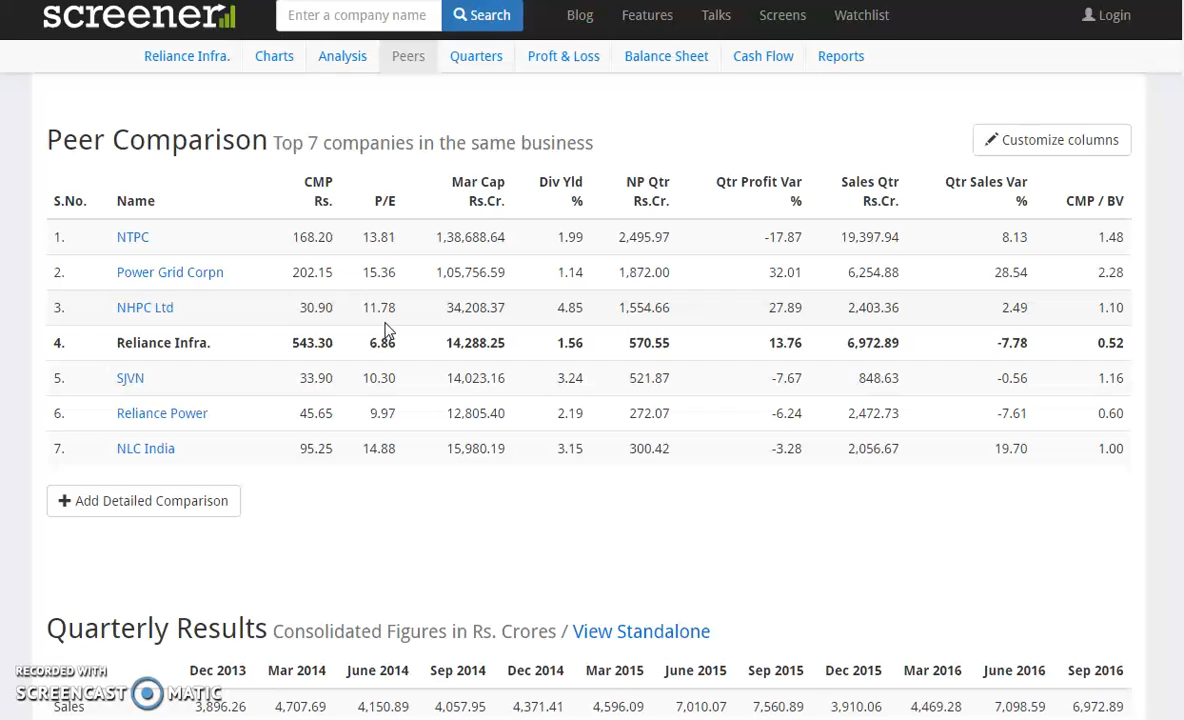 screener
Enter a company name Search Blog Features Talks Screens Watchlist Login
Reliance Infra. Charts Analysis Peers Quarters Proft & Loss Balance Sheet Cash Flow Reports
Peer Comparison Top 7 companies in the same business Customize columns
CMP Mar Cap Div Yld NP Qtr Qtr Profit Var Sales Qtr Qtr Sales Var
S.No. Name Rs. P/E Rs.Cr. % Rs.Cr. % Rs.Cr. % CMP / BV
1. NTPC 168.20 13.81 1,38,688.64 1.99 2,495.97 -17.87 19,397.94 8.13 1.48
2. Power Grid Corpn 202.15 15.36 1,05,756.59 1.14 1,872.00 32.01 6,254.88 28.54 2.28
3. NHPC Ltd 30.90 11.78 34,208.37 4.85 1,554.66 27.89 2,403.36 2.49 1.10
4. Reliance Infra. 543.30 6.86 14,288.25 1.56 570.55 13.76 6,972.89 -7.78 0.52
5. SJVN 33.90 10.30 14,023.16 3.24 521.87 -7.67 848.63 -0.56 1.16
6. Reliance Power 45.65 9.97 12,805.40 2.19 272.07 -6.24 2,472.73 -7.61 0.60
7. NLC India 95.25 14.88 15,980.19 3.15 300.42 -3.28 2,056.67 19.70 1.00
Add Detailed Comparison
Quarterly Results Consolidated Figures in Rs. Crores / View Standalone
Dec 2013 Mar 2014 June 2014 Sep 2014 Dec 2014 Mar 2015 June 2015 Sep 2015 Dec 2015 Mar 2016 June 2016 Sep 2016
Sales 3,896.26 4,707.69 4,150.89 4,057.95 4,371.41 4,596.09 7,010.07 7,560.89 3,910.06 4,469.28 7,098.59 6,972.89
RECORDED WITH
SCREENCAST MATIC